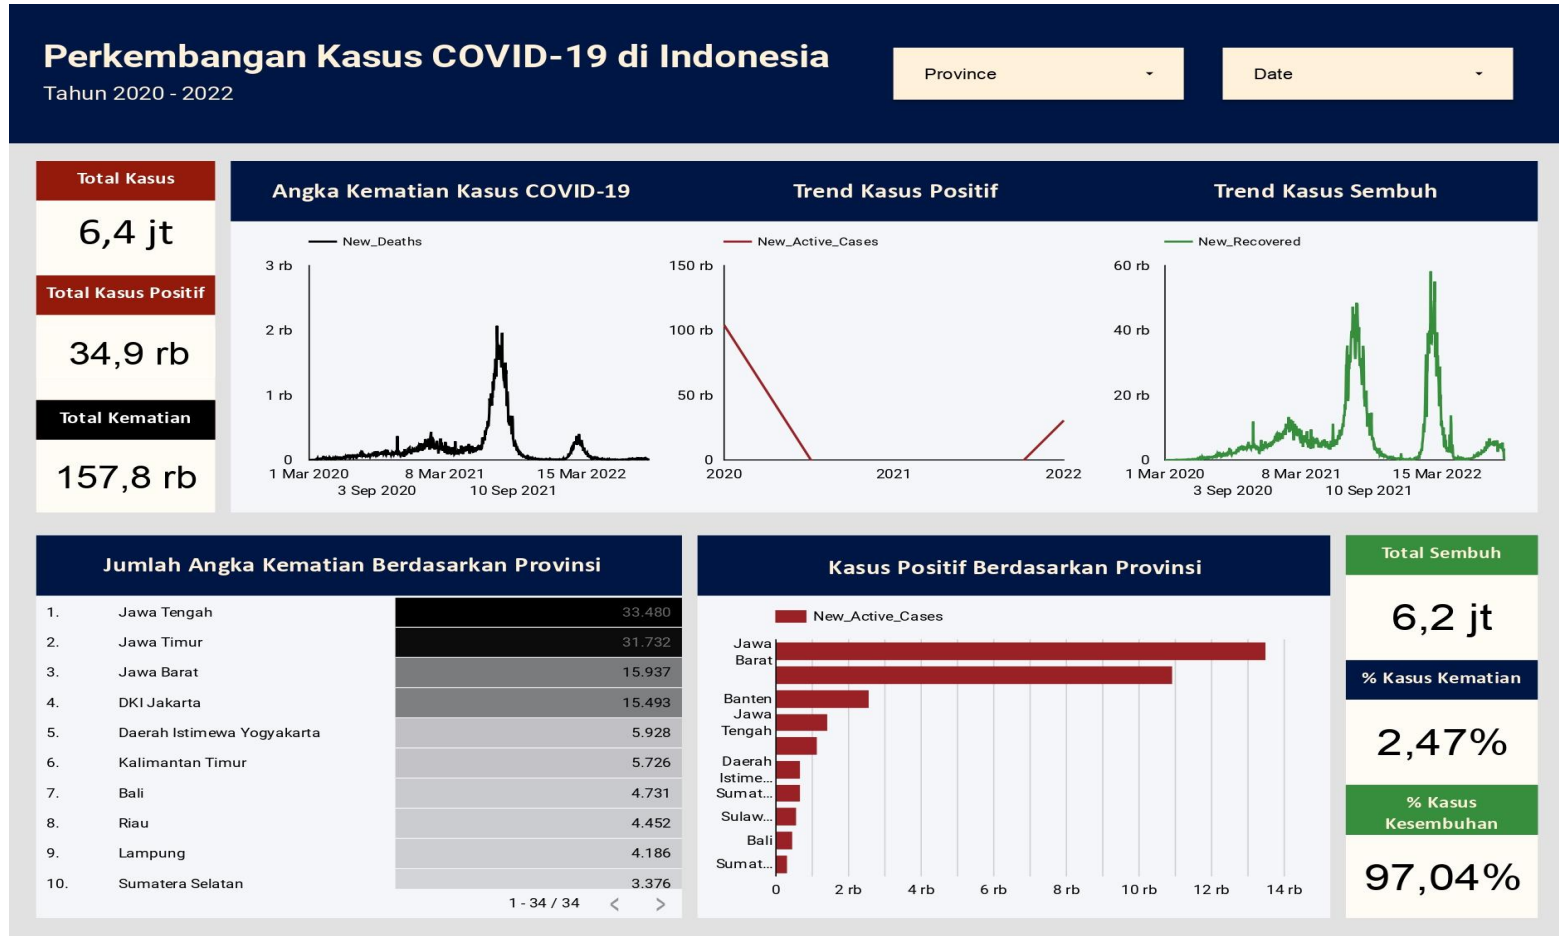 Perkembangan Kasus COVID-19 di Indonesia
Tahun 2020 - 2022
Province
Date
Total Kasus
6,4 jt
Total Kasus Positif
34,9 rb
Total Kematian
157,8 rb
Angka Kematian Kasus COVID-19
New_Deaths
3 rb
2 rb
1 rb
0
1 Mar 2020
8 Mar 2021
15 Mar 2022
3 Sep 2020
10 Sep 2021
Trend Kasus Positif
New_Active_Cases
150 rb
100 rb
50 rb
0
2020
2021
2022
Trend Kasus Sembuh
New_Recovered
60 rb
40 rb
20 rb
0
1 Mar 2020
8 Mar 2021
15 Mar 2022
3 Sep 2020
10 Sep 2021
Jumlah Angka Kematian Berdasarkan Provinsi
1. Jawa Tengah 33.480
2. Jawa Timur 31.732
3. Jawa Barat 15.937
4. DKI Jakarta 15.493
5. Daerah Istimewa Yogyakarta 5.928
6. Kalimantan Timur 5.726
7. Bali 4.731
8. Riau 4.452
9. Lampung 4.186
10. Sumatera Selatan 3.376
1 - 34 / 34 < >
Kasus Positif Berdasarkan Provinsi
New_Active_Cases
Jawa
Barat
Banten
Jawa
Tengah
Daerah
Istime...
Sumat...
Sulaw...
Bali
Sumat...
0 2 rb 4 rb 6 rb 8 rb 10 rb 12 rb 14 rb
Total Sembuh
6,2 jt
% Kasus Kematian
2,47%
% Kasus
Kesembuhan
97,04%